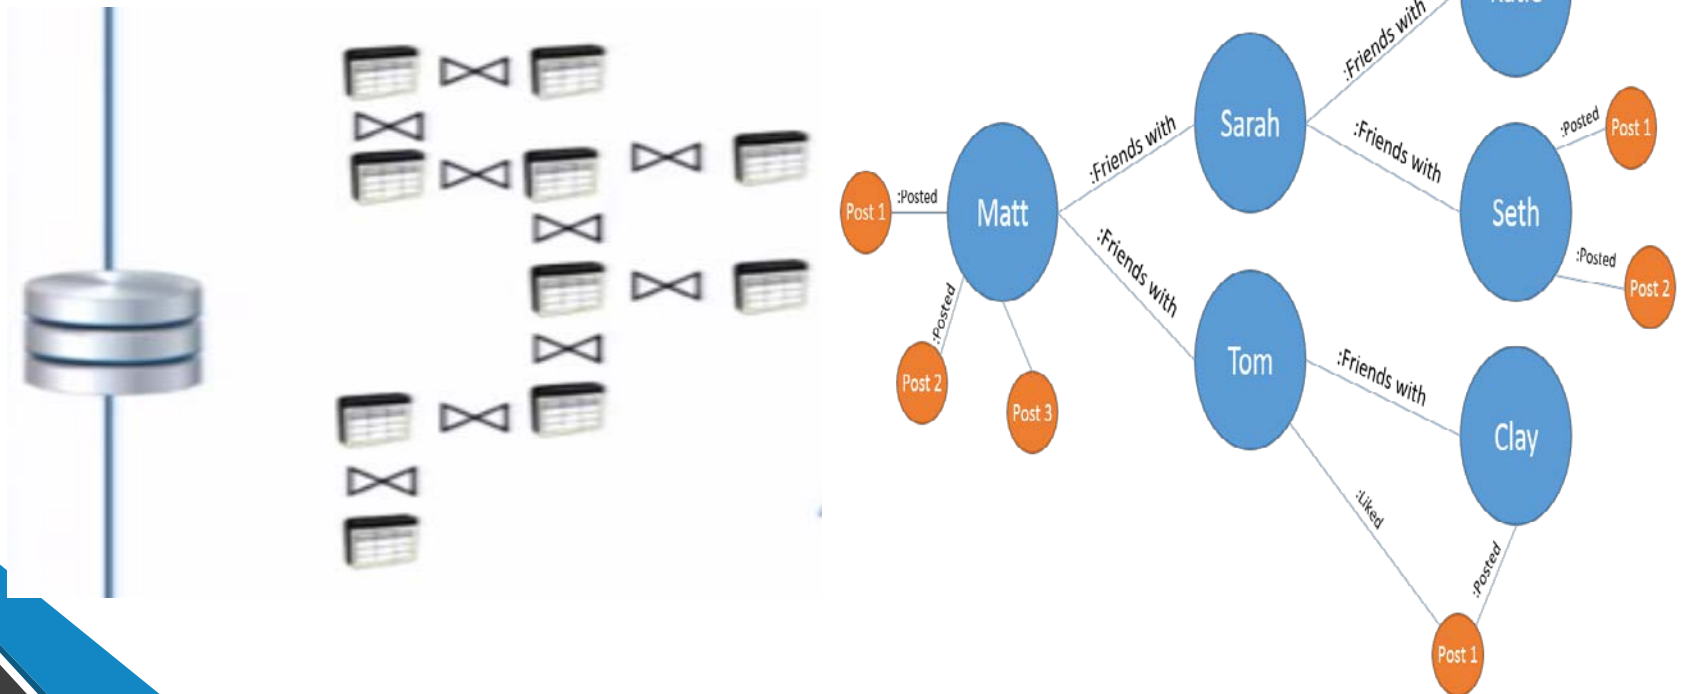 :Friends with
Sarah
:Friends with
:Posted
Post 1
:Friends with
Post 1
:Posted
Matt
Seth
:Friends with
:Posted
Post 2
:Posted
Post 2
Post 3
Tom
:Friends with
Clay
:Liked
:Posted
Post 1